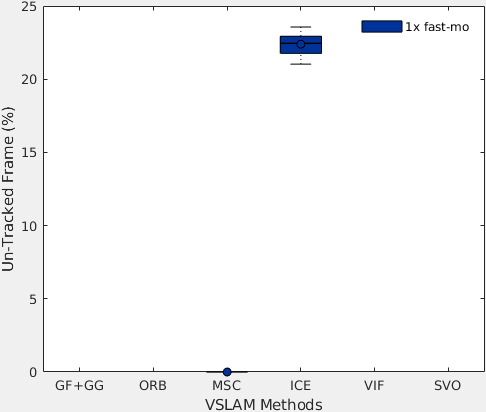 25
20
15
10
5
0
Un-Tracked Frame (%)
1x fast-mo
GF+GG ORB MSC ICE VIF SVO
VSLAM Methods